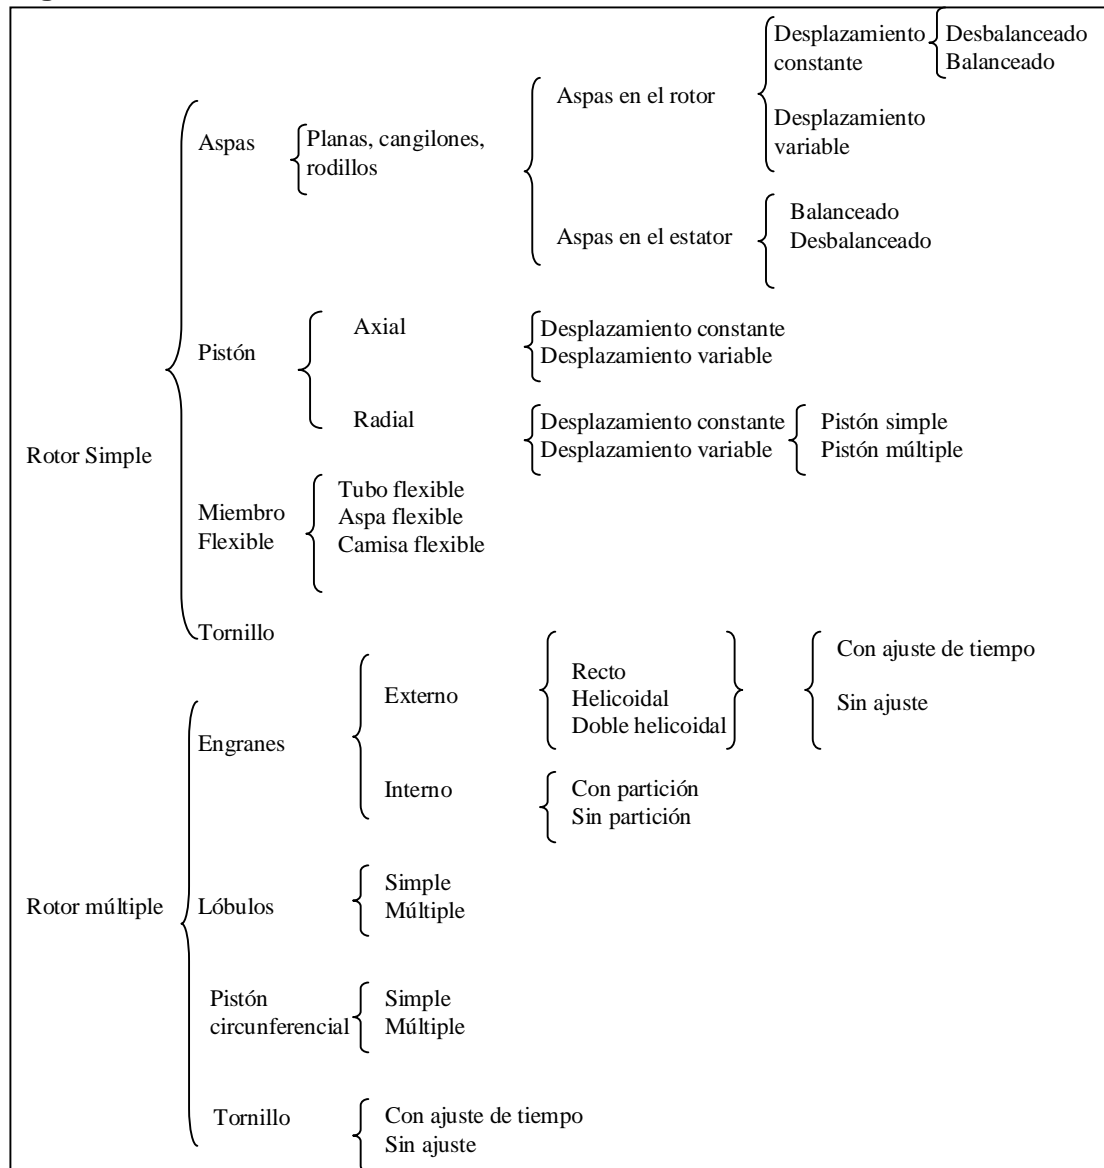 Desplazamiento
constante
Desbalanceado
Balanceado
Aspas en el rotor
Desplazamiento
variable
Aspas
Planas, cangilones,
rodillos
Aspas en el estator
Balanceado
Desbalanceado
Pistón
Axial
Desplazamiento constante
Desplazamiento variable
Radial
Desplazamiento constante
Desplazamiento variable
Pistón simple
Pistón múltiple
Rotor Simple
Miembro
Flexible
Tubo flexible
Aspa flexible
Camisa flexible
Tornillo
Engranes
Externo
Recto
Helicoidal
Doble helicoidal
Con ajuste de tiempo
Sin ajuste
Interno
Con partición
Sin partición
Rotor múltiple
Lóbulos
Simple
Múltiple
Pistón
circunferencial
Simple
Múltiple
Tornillo
Con ajuste de tiempo
Sin ajuste